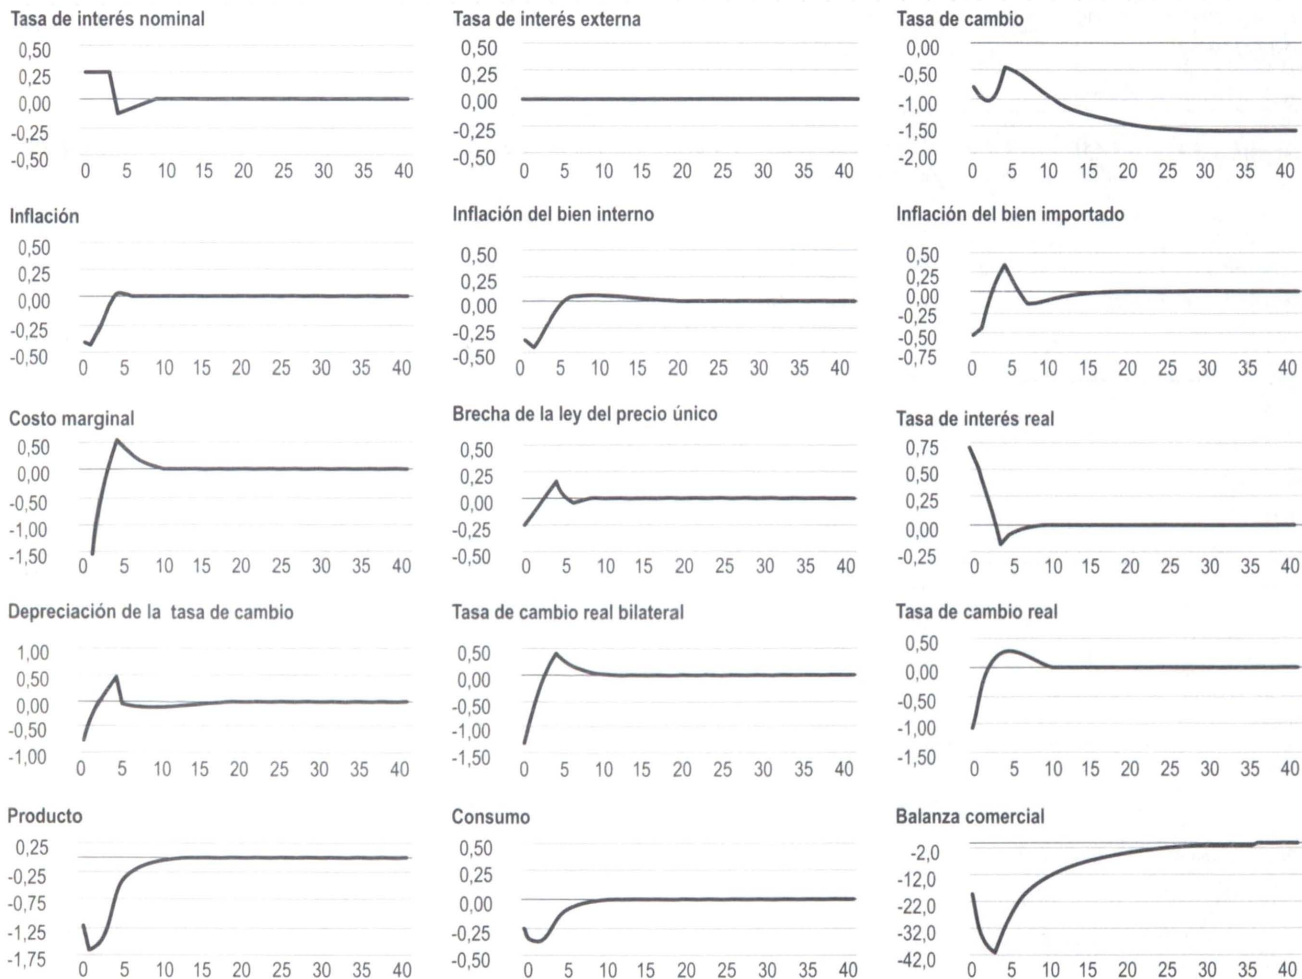 Tasa de interés nominal
0,50
0,25
0,00
-0,25
-0,50
0 5 10 15 20 25 30 35 40
Tasa de interés externa
0,50
0,25
0,00
-0,25
-0,50
0 5 10 15 20 25 30 35 40
Tasa de cambio
0,00
-0,50
-1,00
-1,50
-2,00
0 5 10 15 20 25 30 35 40
Inflación
0,50
0,25
0,00
-0,25
-0,50
0 5 10 15 20 25 30 35 40
Inflación del bien interno
0,50
0,25
0,00
-0,25
-0,50
0 5 10 15 20 25 30 35 40
Inflación del bien importado
0,50
0,25
0,00
-0,25
-0,50
-0,75
0 5 10 15 20 25 30 35 40
Costo marginal
0,50
0,00
-0,50
-1,00
-1,50
0 5 10 15 20 25 30 35 40
Brecha de la ley del precio único
0,50
0,25
0,00
-0,25
-0,50
0 5 10 15 20 25 30 35 40
Tasa de interés real
0,75
0,50
0,25
0,00
-0,25
0 5 10 15 20 25 30 35 40
Depreciación de la tasa de cambio
1,00
0,50
0,00
-0,50
-1,00
0 5 10 15 20 25 30 35 40
Tasa de cambio real bilateral
0,50
0,00
-0,50
-1,00
-1,50
0 5 10 15 20 25 30 35 40
Tasa de cambio real
0,50
0,00
-0,50
-1,00
-1,50
0 5 10 15 20 25 30 35 40
Producto
0,25
-0,25
-0,75
-1,25
-1,75
0 5 10 15 20 25 30 35 40
Consumo
0,50
0,25
0,00
-0,25
-0,50
0 5 10 15 20 25 30 35 40
Balanza comercial
-2,0
-12,0
-22,0
-32,0
-42,0
0 5 10 15 20 25 30 35 40